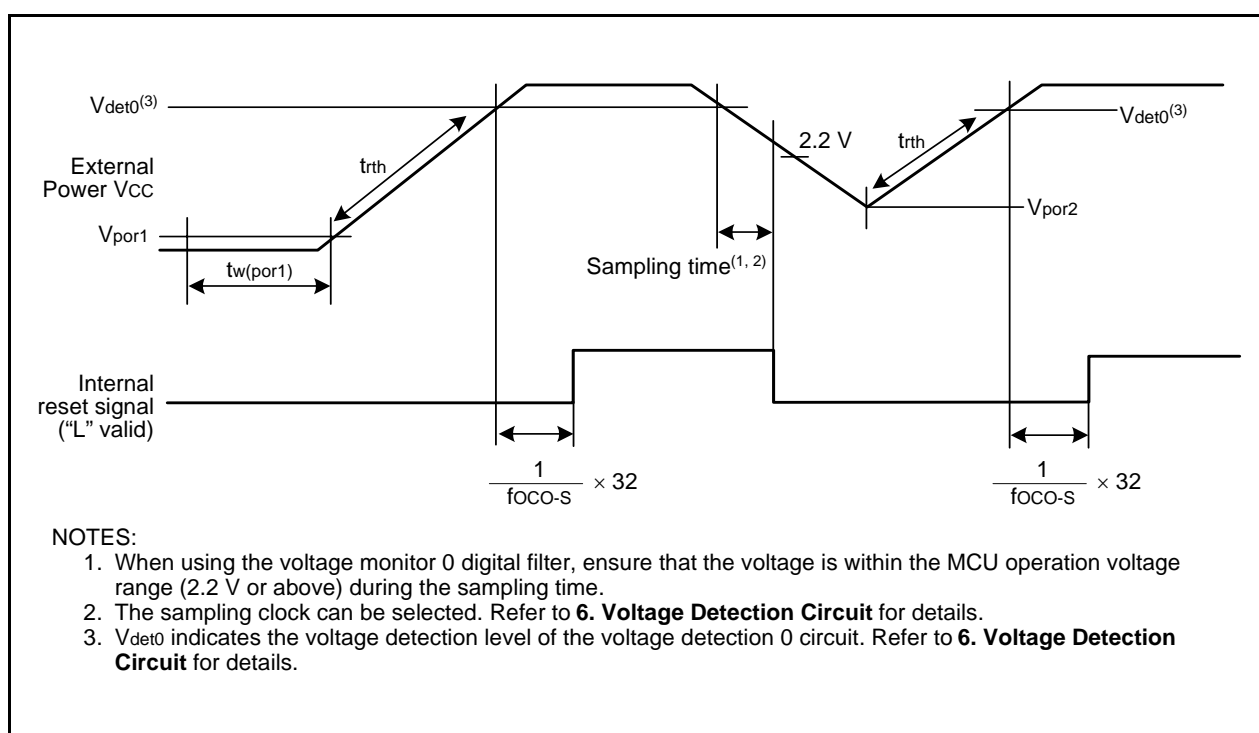 Vdet0(3)
External
Power VCC
Vpor1
tw(por1)
trth
Sampling time(1, 2)
2.2 V
trth
Vdet0(3)
Vpor2
Internal
reset signal
(“L” valid)
1
fOCO-S
× 32
1
fOCO-S
× 32
NOTES:
1. When using the voltage monitor 0 digital filter, ensure that the voltage is within the MCU operation voltage
range (2.2 V or above) during the sampling time.
2. The sampling clock can be selected. Refer to 6. Voltage Detection Circuit for details.
3. Vdet0 indicates the voltage detection level of the voltage detection 0 circuit. Refer to 6. Voltage Detection
Circuit for details.